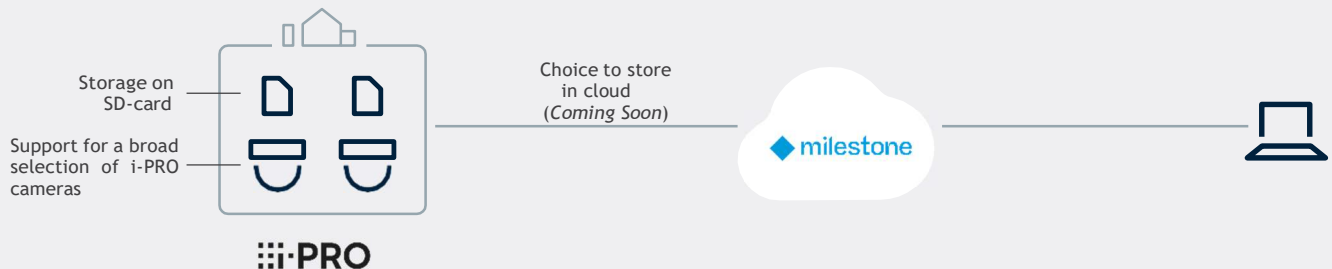 Storage on
SD-card
Support for a broad
selection of i-PRO
cameras
i-PRO
Choice to store
in cloud
(Coming Soon)
milestone